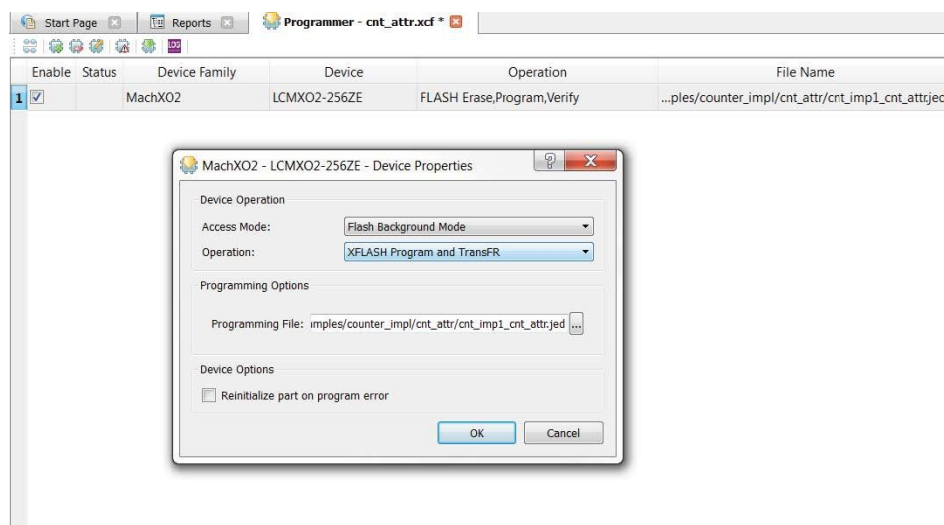 Start Page Reports Programmer - cnt_attr.xcf *
LOG
Enable Status Device Family Device Operation File Name
1 MachXO2 LCMXO2-256ZE FLASH Erase,Program,Verify ...ples/counter_impl/cnt_attr/cnt_imp1_cnt_attr.jed
MachXO2 - LCMXO2-256ZE - Device Properties
Device Operation
Access Mode: Flash Background Mode
Operation: XFLASH Program and TransFR
Programming Options
Programming File: imples/counter_impl/cnt_attr/cnt_imp1_cnt_attr.jed ...
Device Options
Reinitialize part on program error
OK Cancel